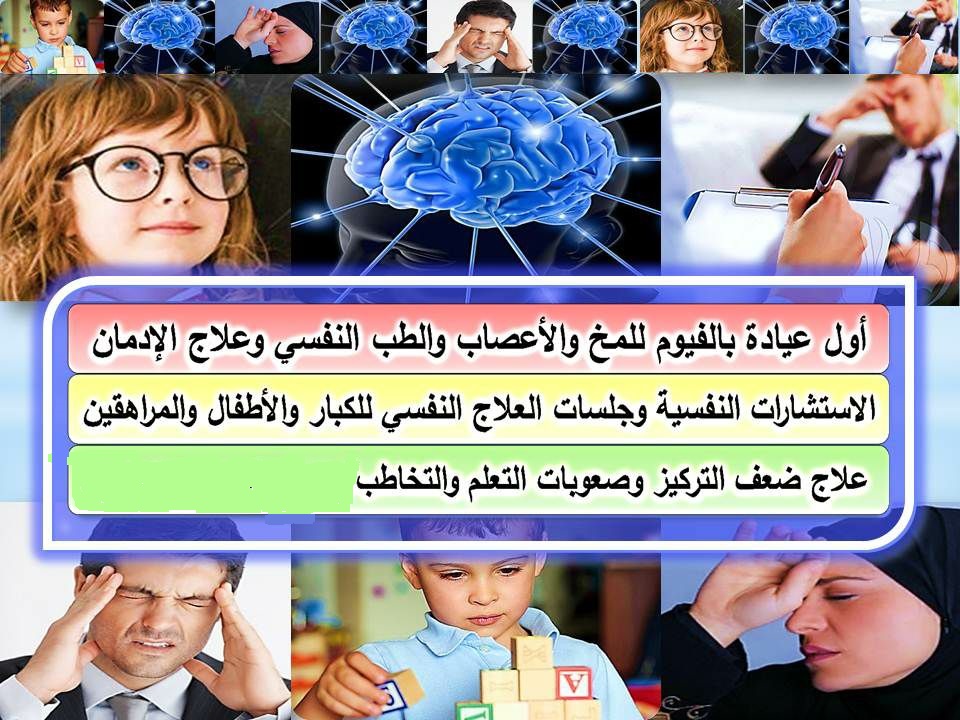 أول عيادة بالفيوم للمخ والأعصاب والطب النفسي وعلاج الإدمان
الاستشارات النفسية وجلسات العلاج النفسي للكبار والأطفال والمراهقين
علاج ضعف التركيز وصعوبات التعلم والتخاطب
A